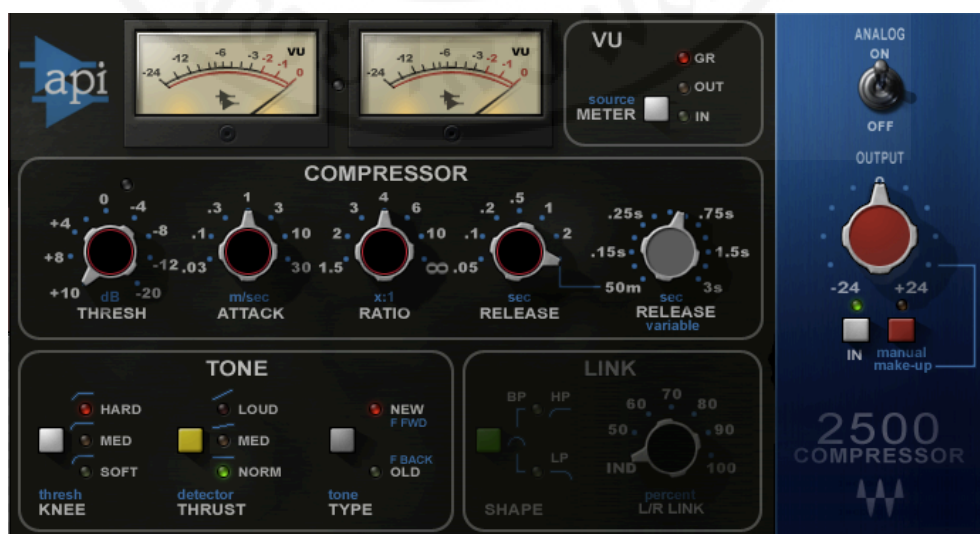 api
-24 -12 -6 -3 -2 -1 0 VU
-24 -12 -6 -3 -2 -1 0 VU
VU
GR
OUT
IN
source
METER
ANALOG
ON
OFF
OUTPUT
0
-24 +24
IN
manual
make-up
COMPRESSOR
+10 +8 +4 0 -4 -8 -12 -20
dB
THRESH
.03 .1 .3 1 3 10 30
m/sec
ATTACK
1.5 2 3 4 6 10 ∞
x:1
RATIO
.05 .1 .2 .5 1 2
sec
RELEASE
50m .15s .25s .75s 1.5s 3s
sec
RELEASE
variable
TONE
HARD
MED
SOFT
thresh
KNEE
LOUD
MED
NORM
detector
THRUST
NEW
F FWD
F BACK
OLD
tone
TYPE
LINK
BP HP
LP
SHAPE
IND 50 60 70 80 90 100
percent
L/R LINK
2500
COMPRESSOR